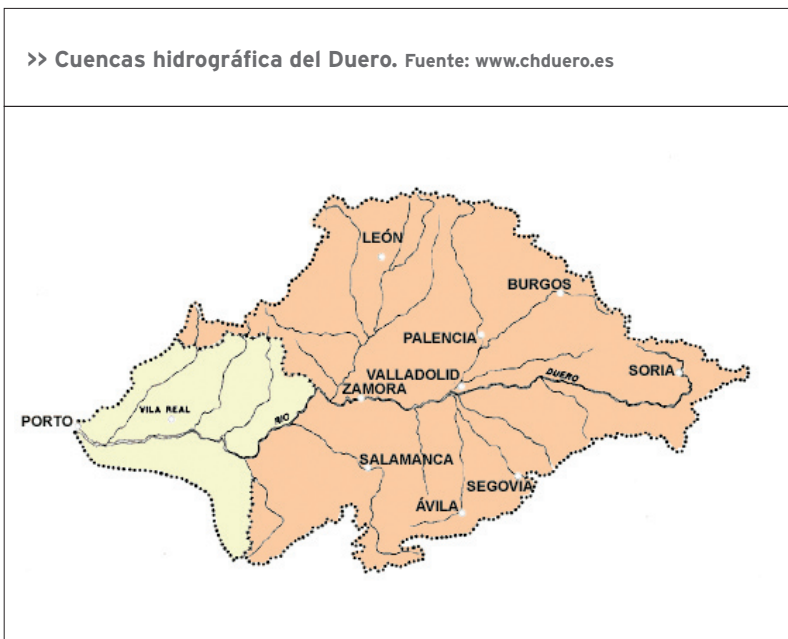 >> Cuencas hidrográfica del Duero. Fuente: www.chduero.es
LEÓN
BURGOS
PALENCIA
VALLADOLID
SORIA
DUERO
ZAMORA
VILA REAL
RIO
PORTO
SALAMANCA
SEGOVIA
ÁVILA